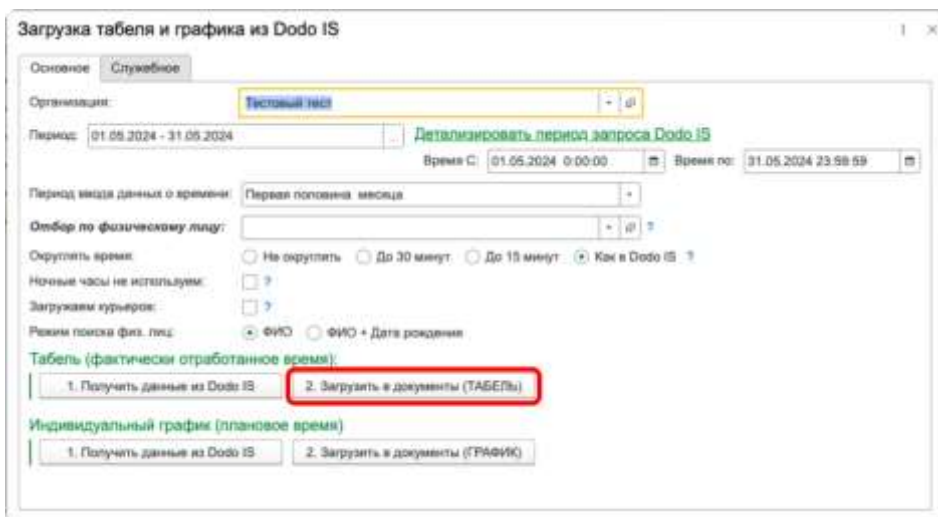 Загрузка табеля и графика из Dodo IS
Основное Служебное
Организация: Тестовый тест
Период: 01.05.2024 - 31.05.2024 ... Детализировать период запроса Dodo IS
Время С: 01.05.2024 0:00:00 Время по: 31.05.2024 23:59:59
Период ввода данных о времени: Первая половина месяца
Отбор по физическому лицу: ?
Округлять время: Не округлять До 30 минут До 15 минут Как в Dodo IS ?
Ночные часы не используем: ?
Загружаем курьеров: ?
Режим поиска физ. лиц: ФИО ФИО + Дата рождения
Табель (фактически отработанное время):
1. Получить данные из Dodo IS 2. Загрузить в документы (ТАБЕЛЬ)
Индивидуальный график (плановое время)
1. Получить данные из Dodo IS 2. Загрузить в документы (ГРАФИК)